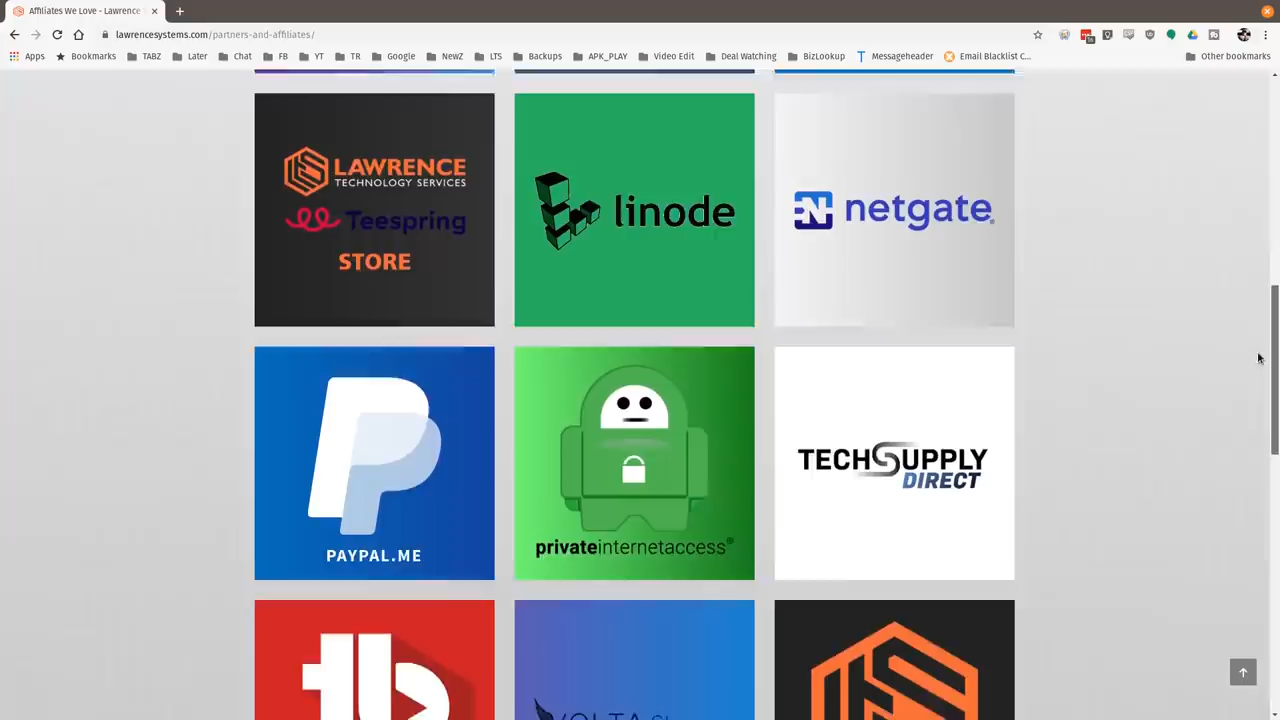 Affiliates We Love - Lawrence
lawrencesystems.com/partners-and-affiliates/
Apps Bookmarks TABZ Later Chat FB YT TR Google NewZ LTS Backups APK_PLAY Video Edit Deal Watching BizLookup Messageheader Email Blacklist C... Other bookmarks
LAWRENCE
TECHNOLOGY SERVICES
Teespring
STORE
linode
netgate®
PAYPAL.ME
privateinternetaccess®
TECHSUPPLY
DIRECT
VOLTA